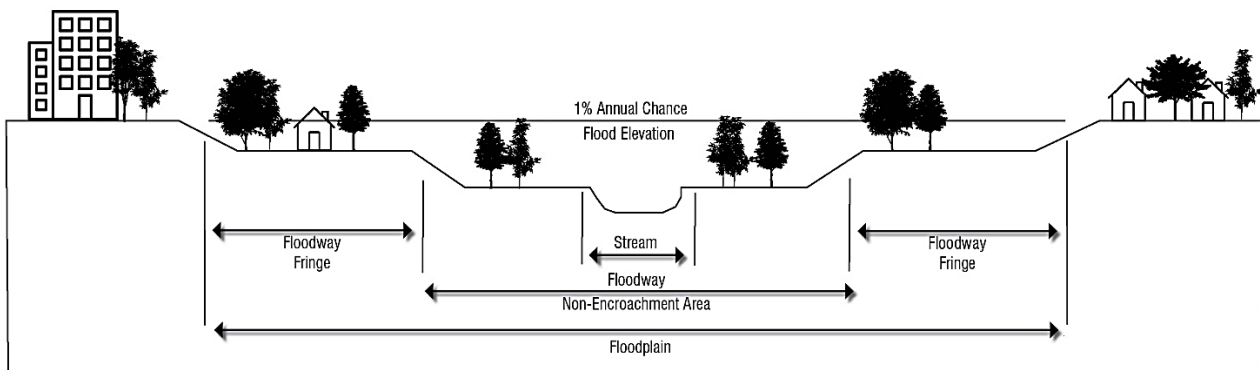 1% Annual Chance
Flood Elevation
Floodway
Fringe
Stream
Floodway
Fringe
Floodway
Non-Encroachment Area
Floodplain